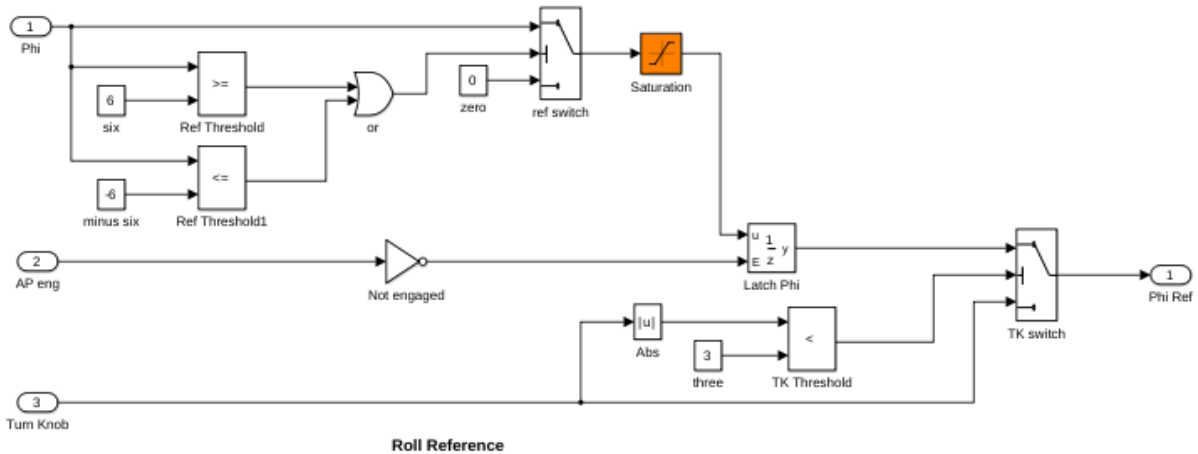 1
Phi
>=
6
six
Ref Threshold
or
0
zero
ref switch
Saturation
<=
-6
minus six
Ref Threshold1
2
AP eng
Not engaged
u
E
1
z
y
Latch Phi
1
Phi Ref
TK switch
|u|
Abs
<
3
three
TK Threshold
3
Turn Knob
Roll Reference